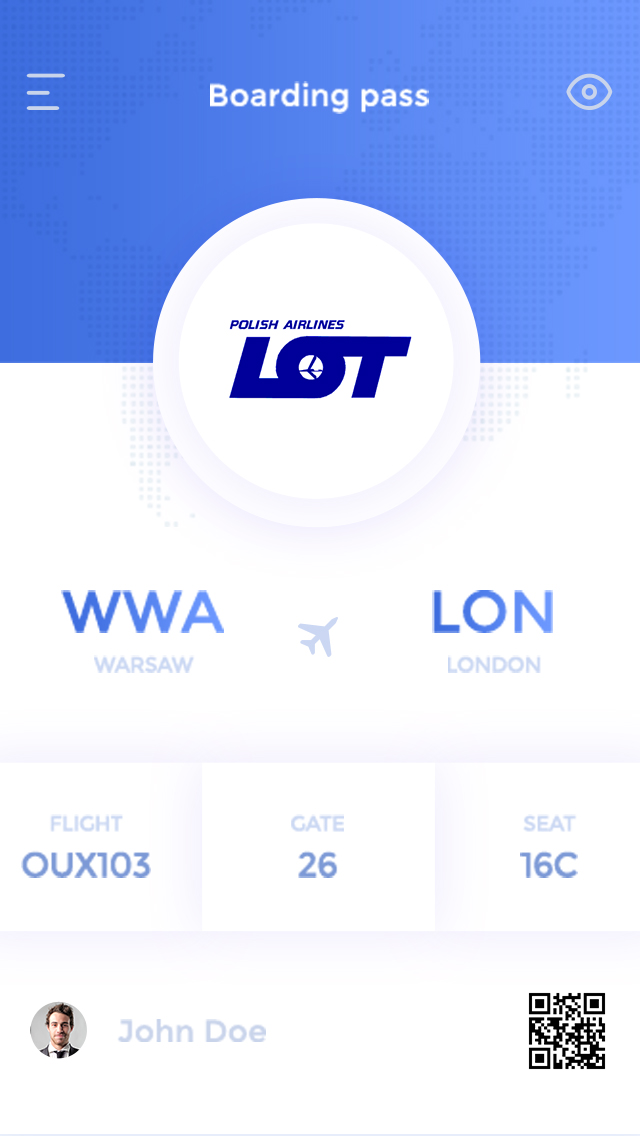 Boarding pass
POLISH AIRLINES
LOT
WWA
LON
WARSAW
LONDON
FLIGHT
GATE
SEAT
OUX103
26
16C
John Doe